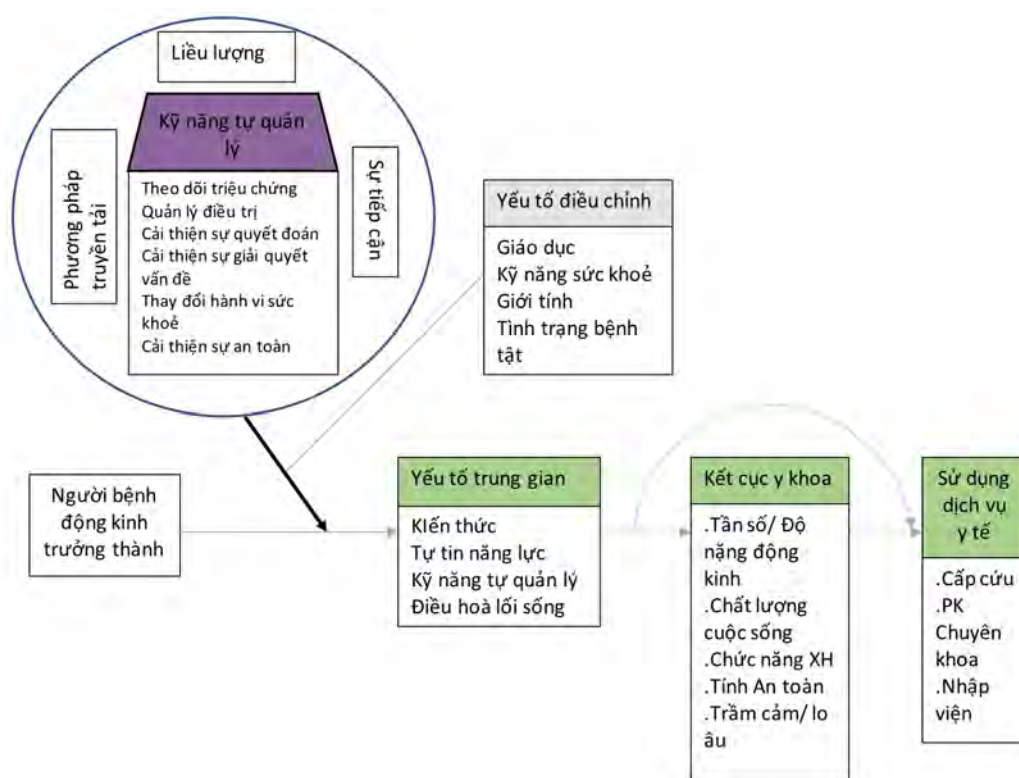 Liều lượng
Kỹ năng tự quản
lý
Phương pháp
truyền tải
Sự tiếp cận
Theo dõi triệu chứng
Quản lý điều trị
Cải thiện sự quyết đoán
Cải thiện sự giải quyết
vấn đề
Thay đổi hành vi sức
khoẻ
Cải thiện sự an toàn
Yếu tố điều chỉnh
Giáo dục
Kỹ năng sức khoẻ
Giới tính
Tình trạng bệnh
tật
Người bệnh
động kinh
trưởng thành
Yếu tố trung gian
KIến thức
Tự tin năng lực
Kỹ năng tự quản lý
Điều hoà lối sống
Kết cục y khoa
.Tần số/ Độ
nặng động
kinh
.Chất lượng
cuộc sống
.Chức năng XH
.Tính An toàn
.Trầm cảm/ lo
âu
Sử dụng
dịch vụ
y tế
.Cấp cứu
.PK
Chuyên
khoa
.Nhập
viện